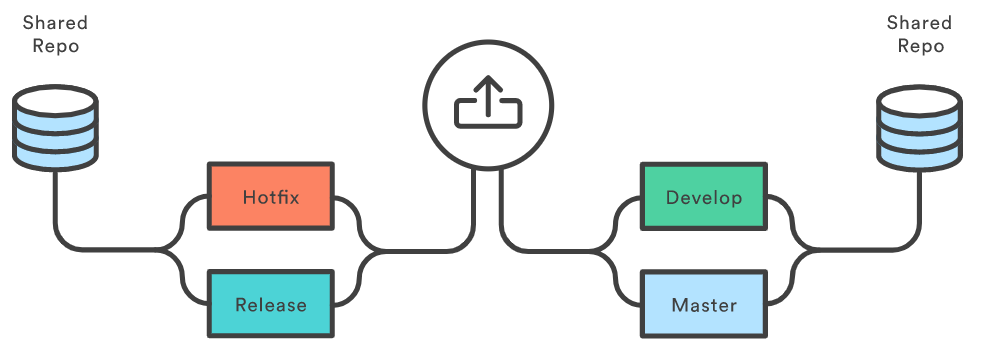 Shared
Repo
Shared
Repo
Hotfix
Develop
Release
Master